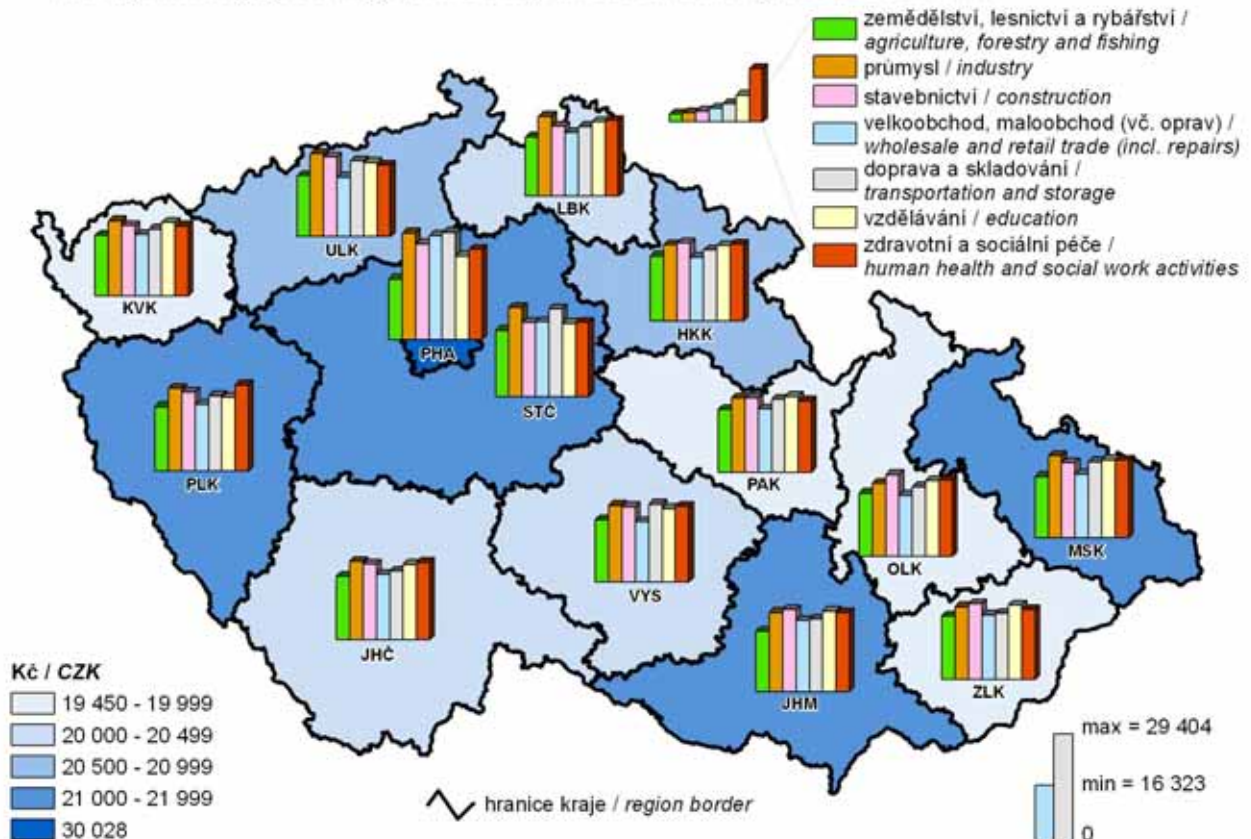 zemědělství, lesnictví a rybářství /
agriculture, forestry and fishing
průmysl / industry
stavebnictví / construction
velkoobchod, maloobchod (vč. oprav) /
wholesale and retail trade (incl. repairs)
doprava a skladování /
transportation and storage
vzdělávání / education
zdravotní a sociální péče /
human health and social work activities
LBK
ULK
KVK
HKK
PHA
STČ
PLK
PAK
MSK
OLK
VYS
JHČ
ZLK
JHM
Kč / CZK
19 450 - 19 999
20 000 - 20 499
20 500 - 20 999
21 000 - 21 999
30 028
hranice kraje / region border
max = 29 404
min = 16 323
0